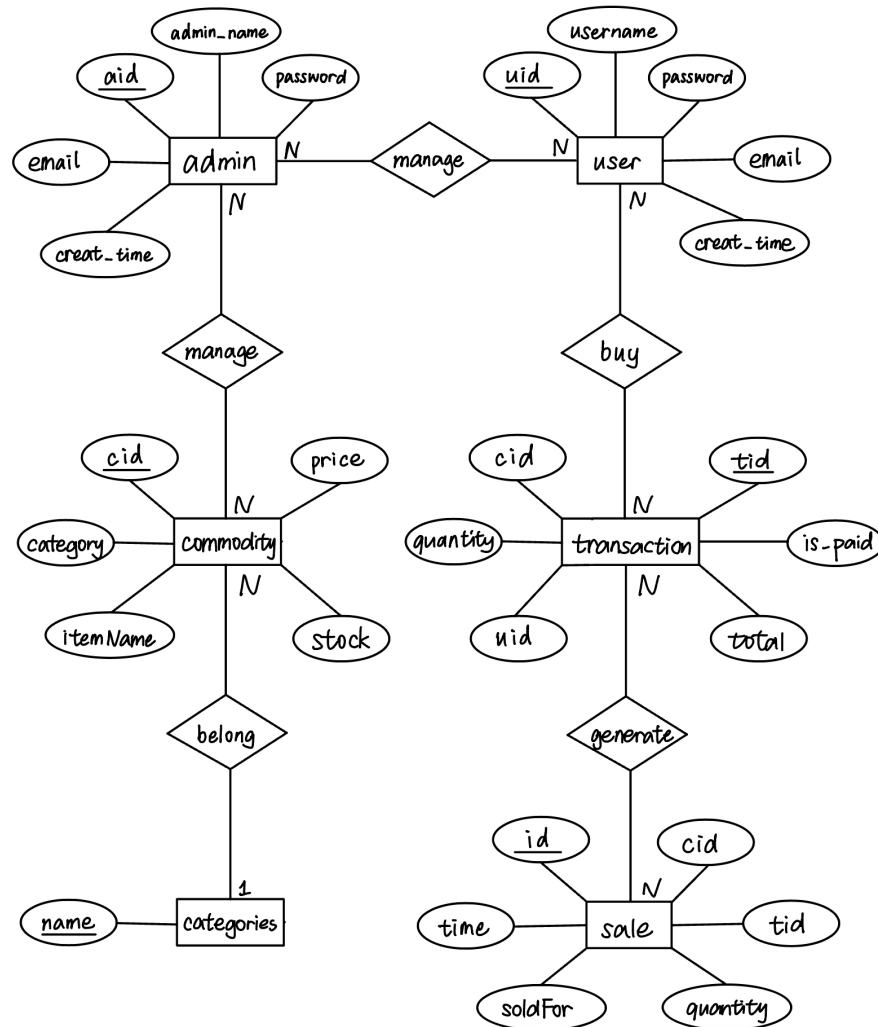 admin_name
username
aid
password
uid
password
email
admin
N
manage
N
user
email
N
N
creat_time
creat_time
manage
buy
cid
price
cid
tid
N
N
category
commodity
quantity
transaction
is_paid
N
N
itemName
stock
uid
total
belong
generate
id
cid
1
N
name
categories
time
sale
tid
soldFor
quantity